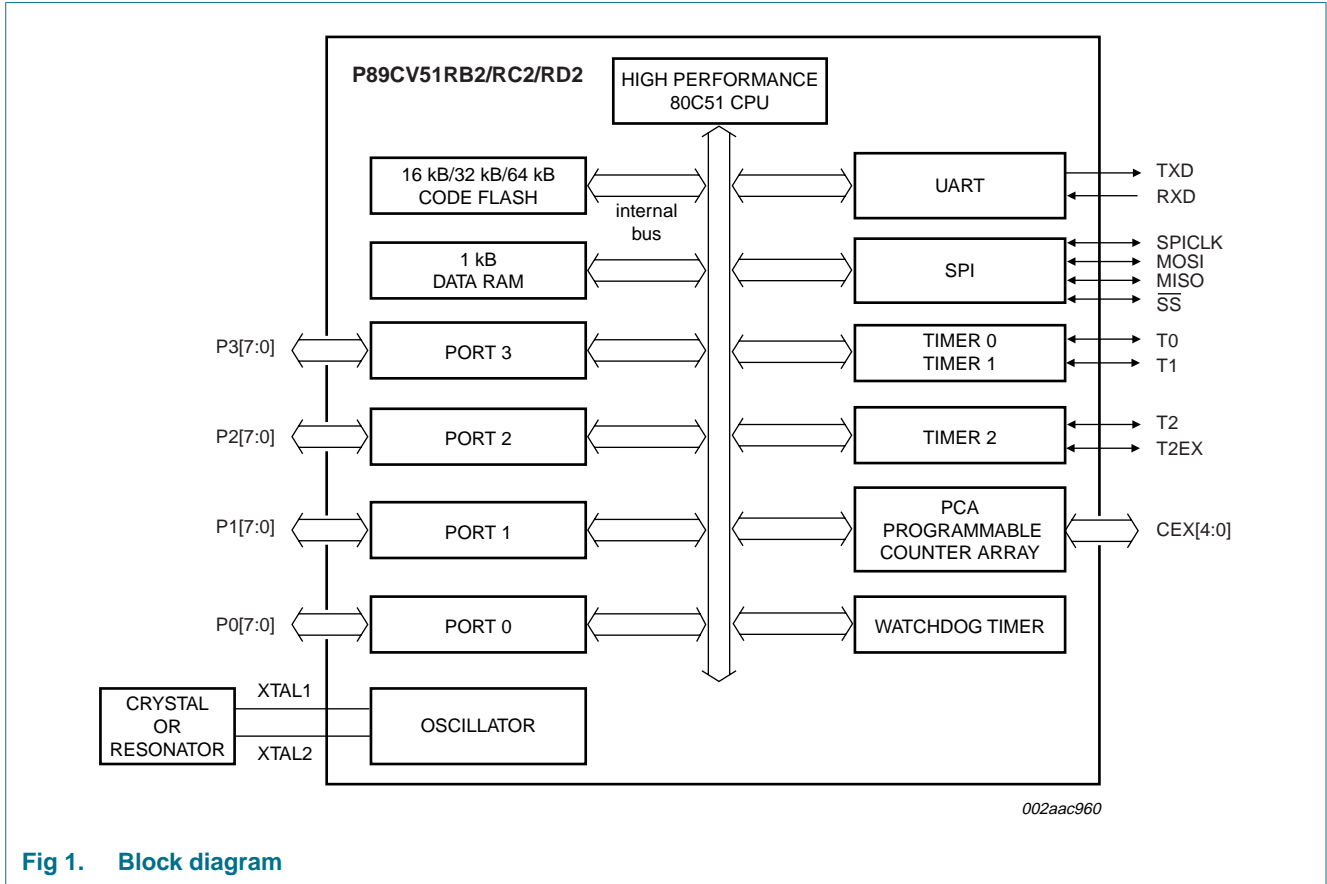 P89CV51RB2/RC2/RD2
HIGH PERFORMANCE
80C51 CPU
16 kB/32 kB/64 kB
CODE FLASH
internal
bus
UART
TXD
RXD
1 kB
DATA RAM
SPI
SPICLK
MOSI
MISO
SS
P3[7:0]
PORT 3
TIMER 0
TIMER 1
T0
T1
P2[7:0]
PORT 2
TIMER 2
T2
T2EX
P1[7:0]
PORT 1
PCA
PROGRAMMABLE
COUNTER ARRAY
CEX[4:0]
P0[7:0]
PORT 0
WATCHDOG TIMER
CRYSTAL
OR
RESONATOR
XTAL1
XTAL2
OSCILLATOR
002aac960
Fig 1. Block diagram